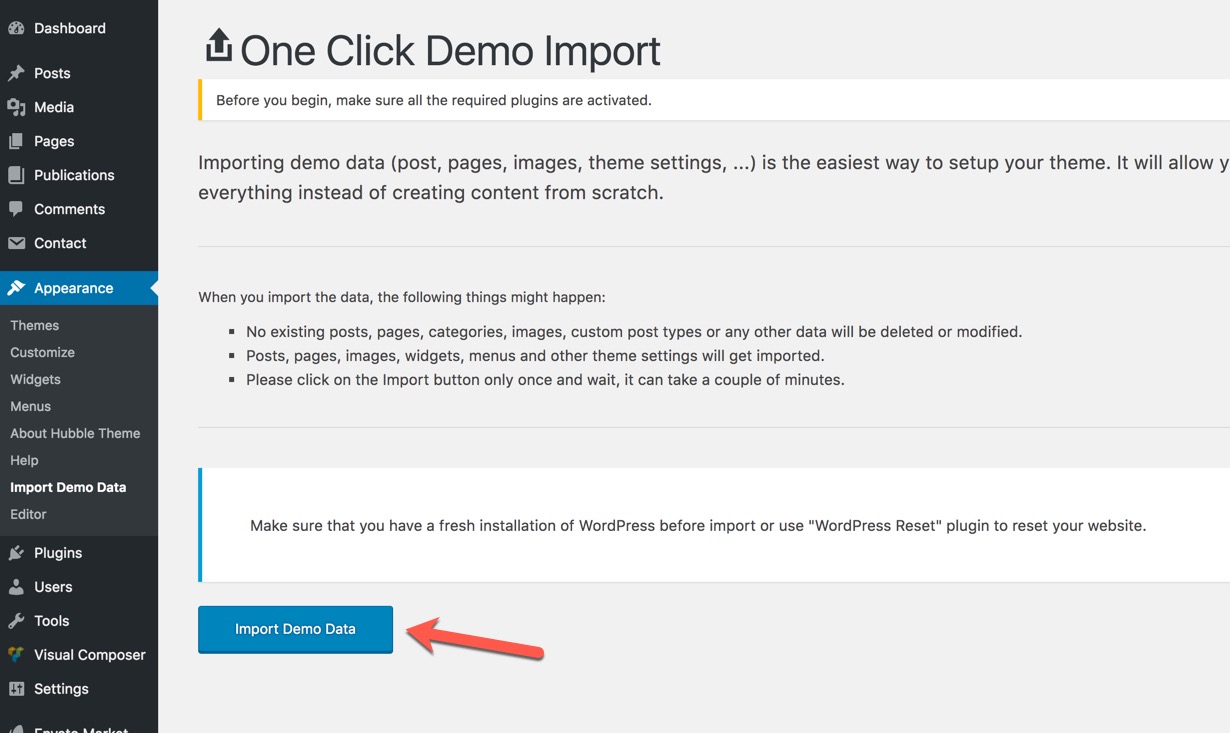 Dashboard
Posts
Media
Pages
Publications
Comments
Contact
Appearance
Themes
Customize
Widgets
Menus
About Hubble Theme
Help
Import Demo Data
Editor
Plugins
Users
Tools
Visual Composer
Settings
One Click Demo Import
Before you begin, make sure all the required plugins are activated.
Importing demo data (post, pages, images, theme settings, ...) is the easiest way to setup your theme. It will allow
everything instead of creating content from scratch.
When you import the data, the following things might happen:
No existing posts, pages, categories, images, custom post types or any other data will be deleted or modified.
Posts, pages, images, widgets, menus and other theme settings will get imported.
Please click on the Import button only once and wait, it can take a couple of minutes.
Make sure that you have a fresh installation of WordPress before import or use "WordPress Reset" plugin to reset your website.
Import Demo Data